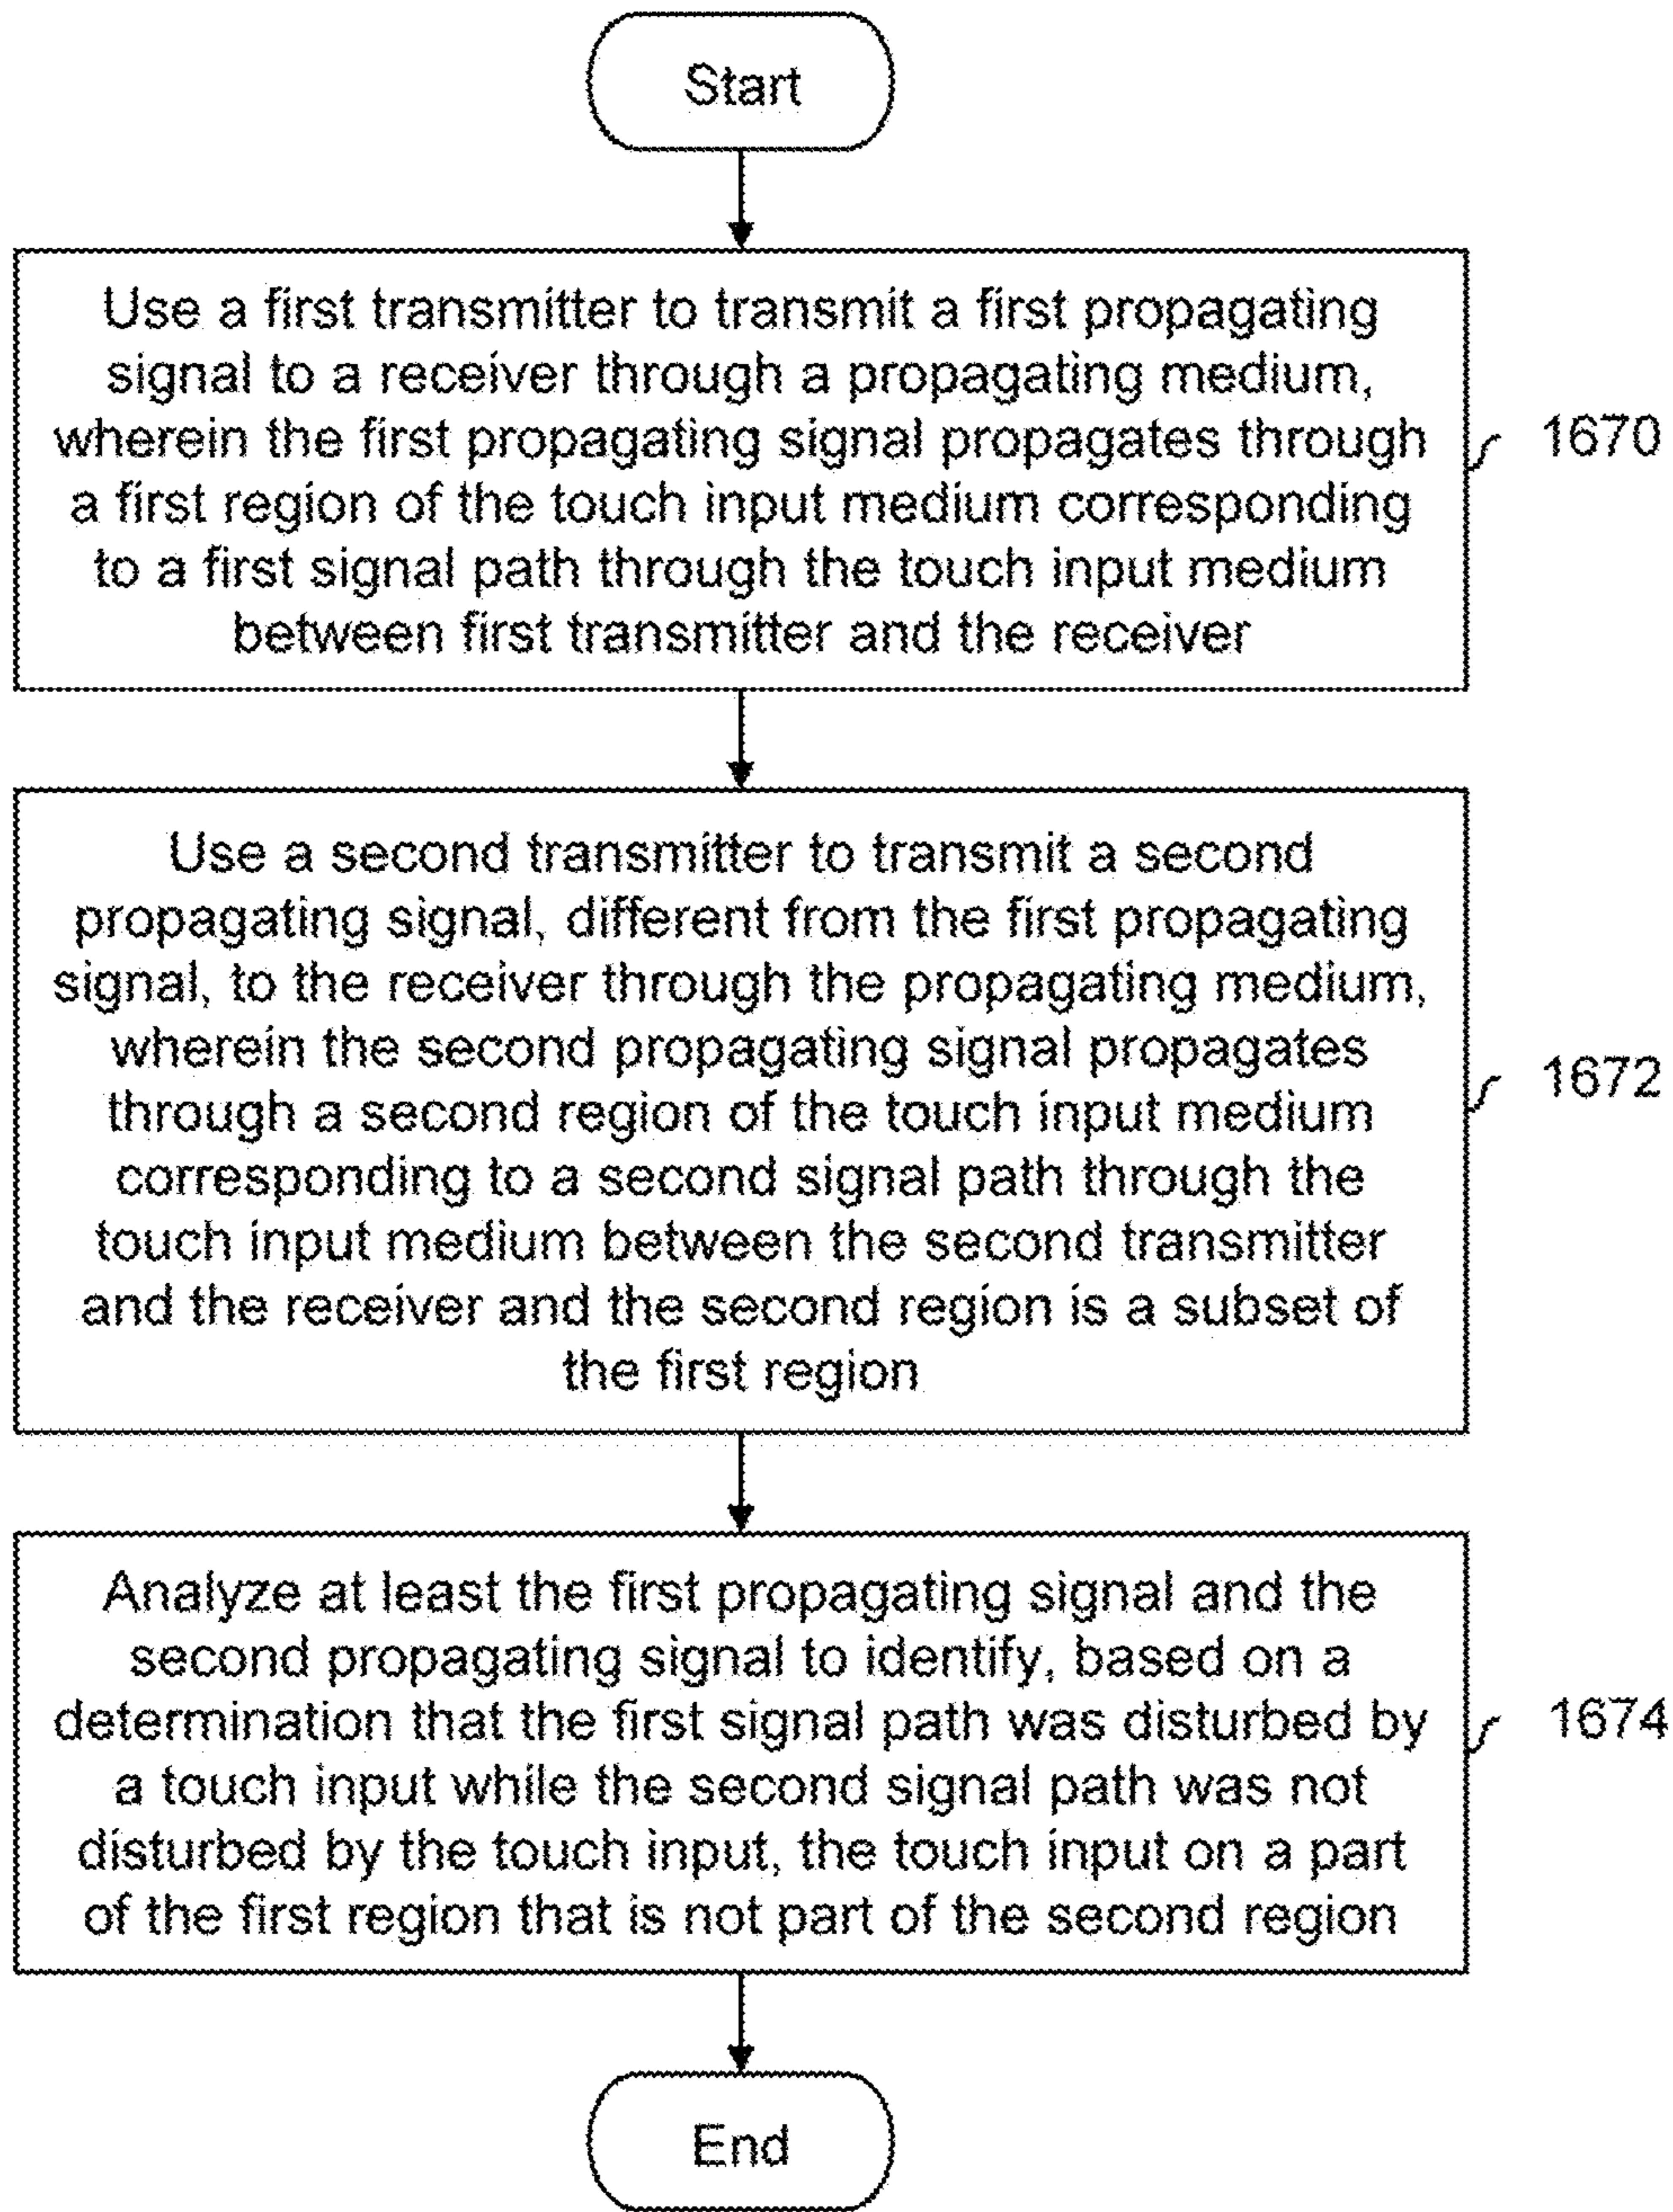 Start
Use a first transmitter to transmit a first propagating
signal to a receiver through a propagating medium,
wherein the first propagating signal propagates through
a first region of the touch input medium corresponding
to a first signal path through the touch input medium
between first transmitter and the receiver
1670
Use a second transmitter to transmit a second
propagating signal, different from the first propagating
signal, to the receiver through the propagating medium,
wherein the second propagating signal propagates
through a second region of the touch input medium
corresponding to a second signal path through the
touch input medium between the second transmitter
and the receiver and the second region is a subset of
the first region
1672
Analyze at least the first propagating signal and the
second propagating signal to identify, based on a
determination that the first signal path was disturbed by
a touch input while the second signal path was not
disturbed by the touch input, the touch input on a part
of the first region that is not part of the second region
1674
End